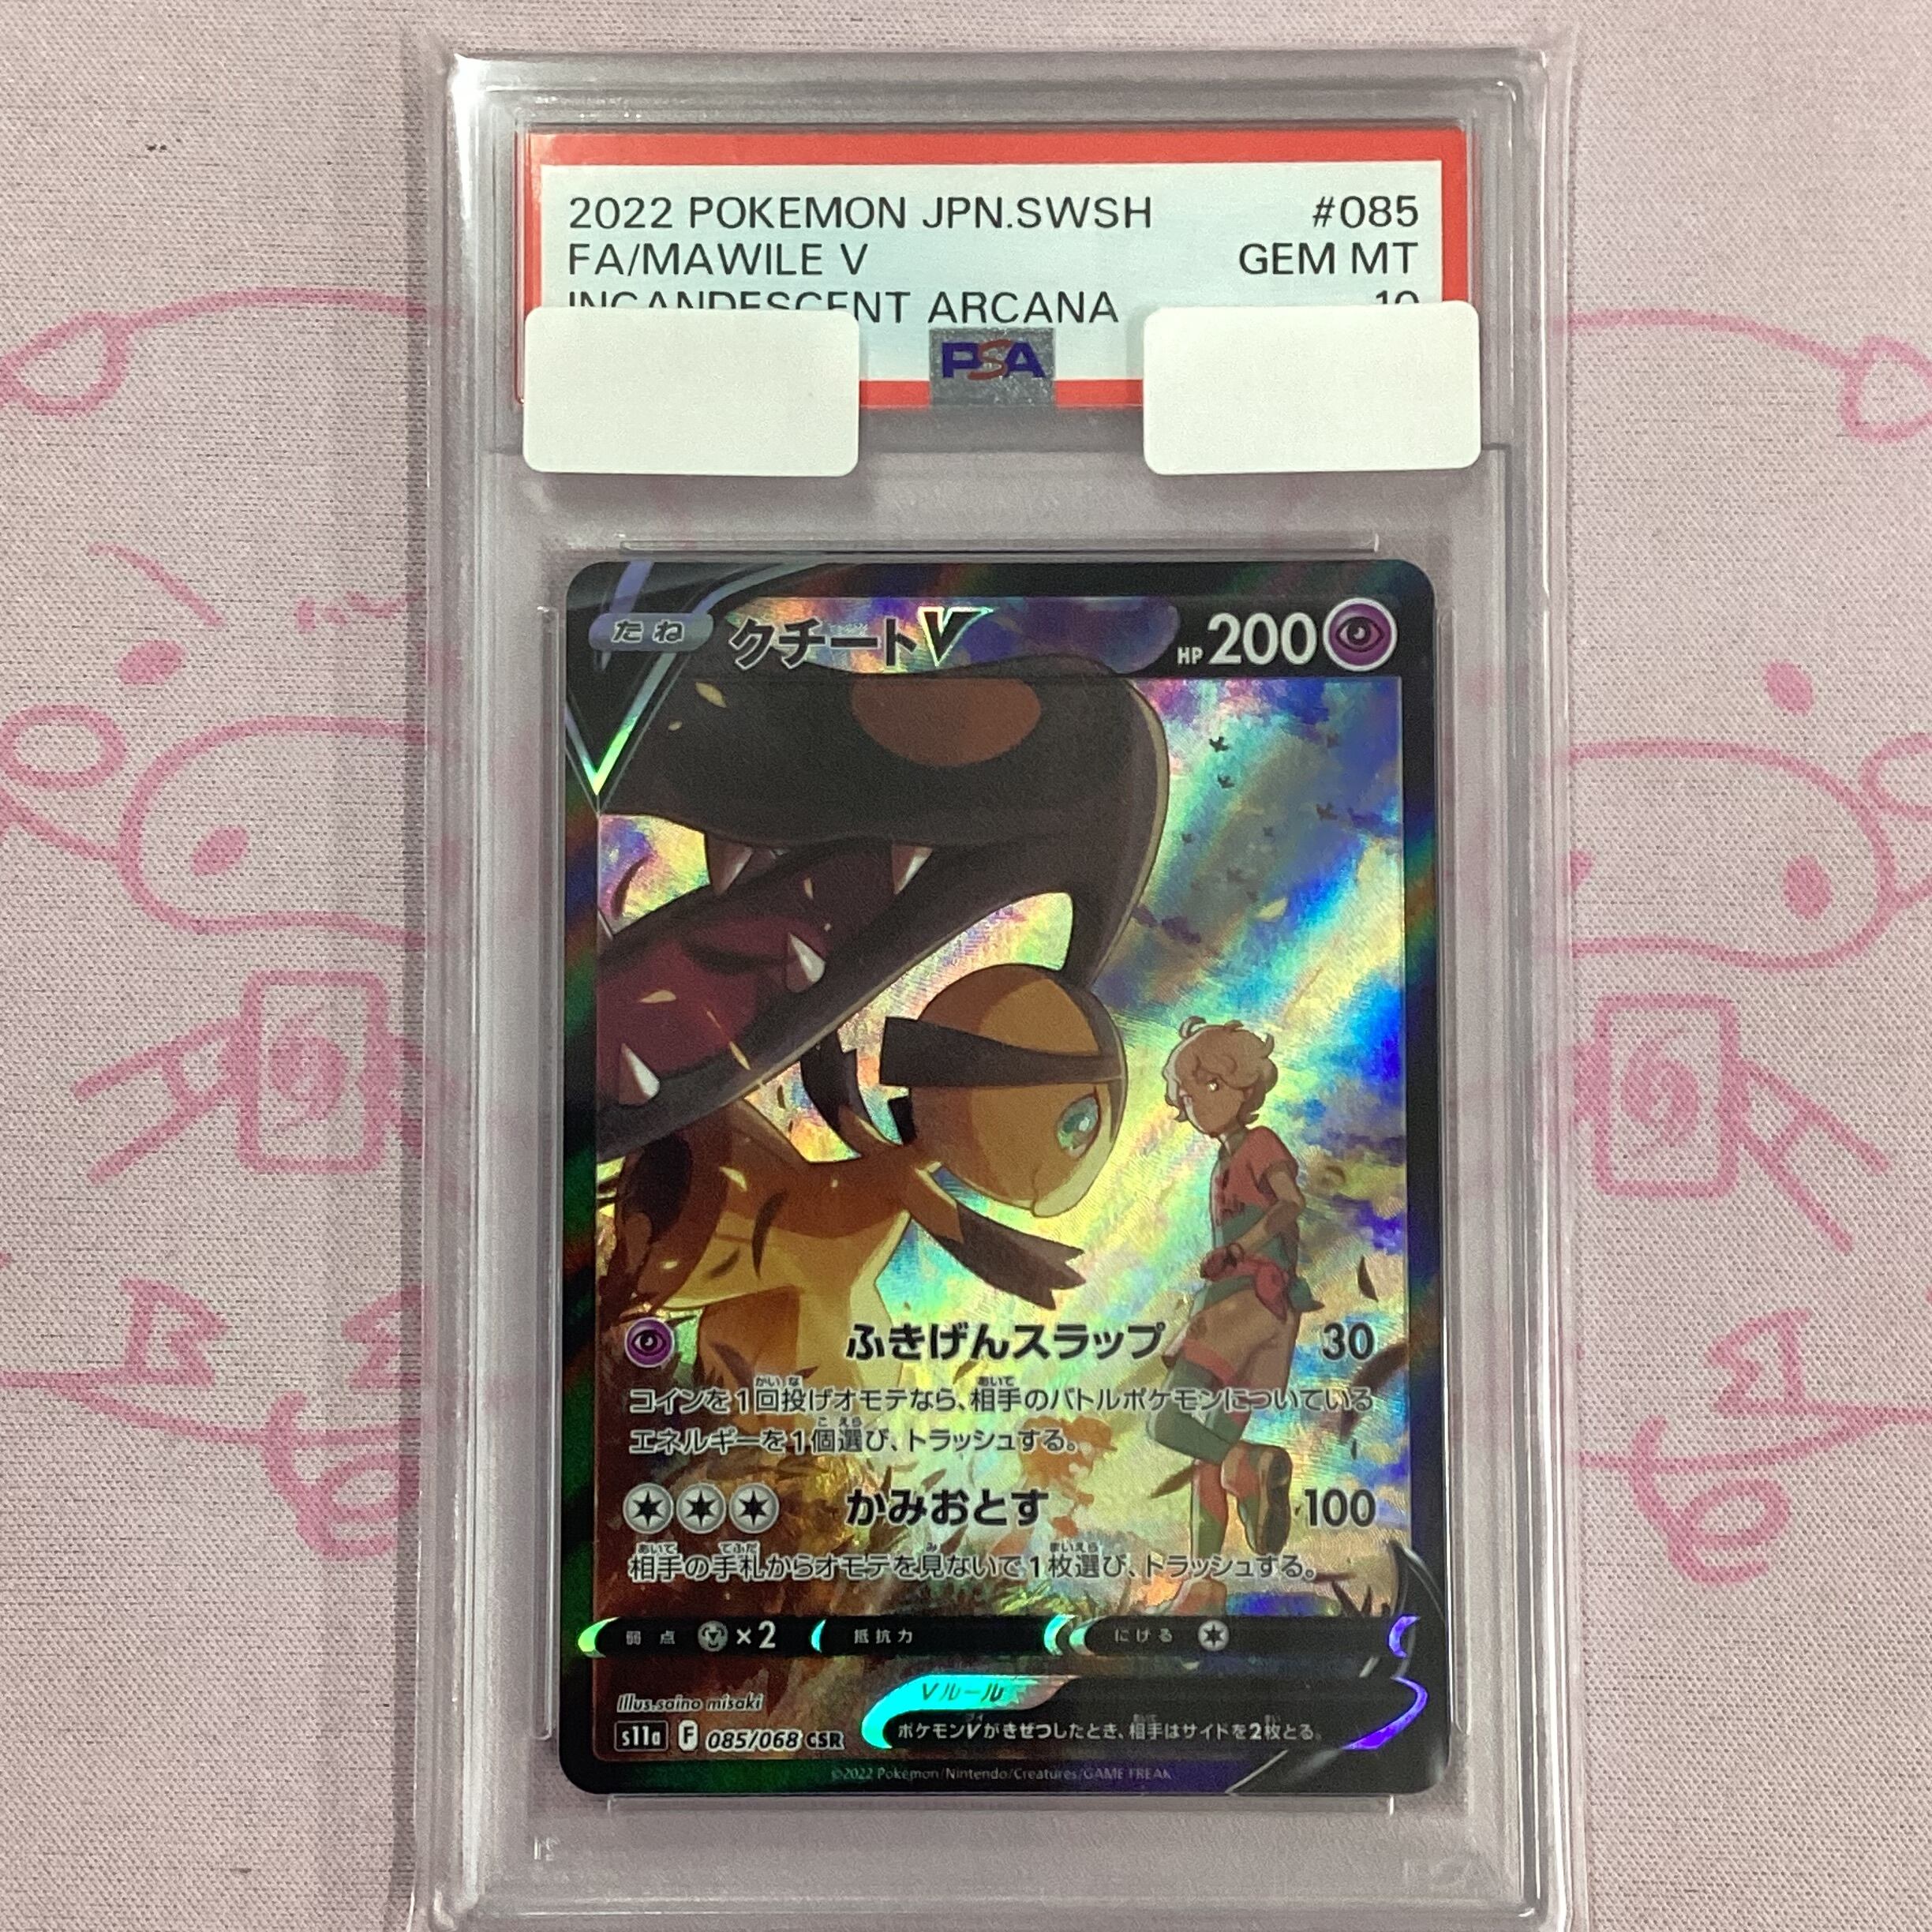 2022 POKEMON JPN.SWSH #085
FA/MAWILE V GEM MT
INCANDESCENT ARCANA 10
PSA
たね クチートV HP 200
ふきげんスラップ 30
コインを1回投げオモテなら、相手のバトルポケモンについている
エネルギーを1個選び、トラッシュする。
かみおとす 100
相手の手札からオモテを見ないで1枚選び、トラッシュする。
弱点 ×2 抵抗力 にげる
Illus.saino misaki
Vルール
s11a F 085/068 CSR
ポケモンVがきぜつしたとき、相手はサイドを2枚とる。
©2022 Pokémon/Nintendo/Creatures/GAME FREAK